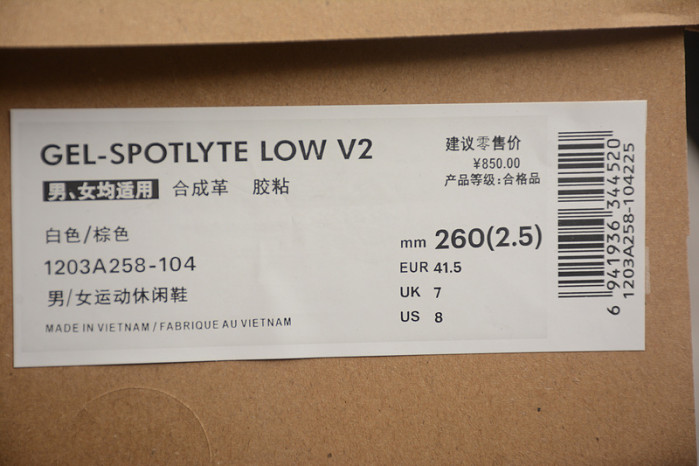 GEL-SPOTLYTE LOW V2
男、女均适用 合成革 胶粘
白色/棕色
1203A258-104
男/女运动休闲鞋
MADE IN VIETNAM / FABRIQUE AU VIETNAM
建议零售价
¥850.00
产品等级:合格品
mm 260(2.5)
EUR 41.5
UK 7
US 8
6 941936 344520
1203A258-104225